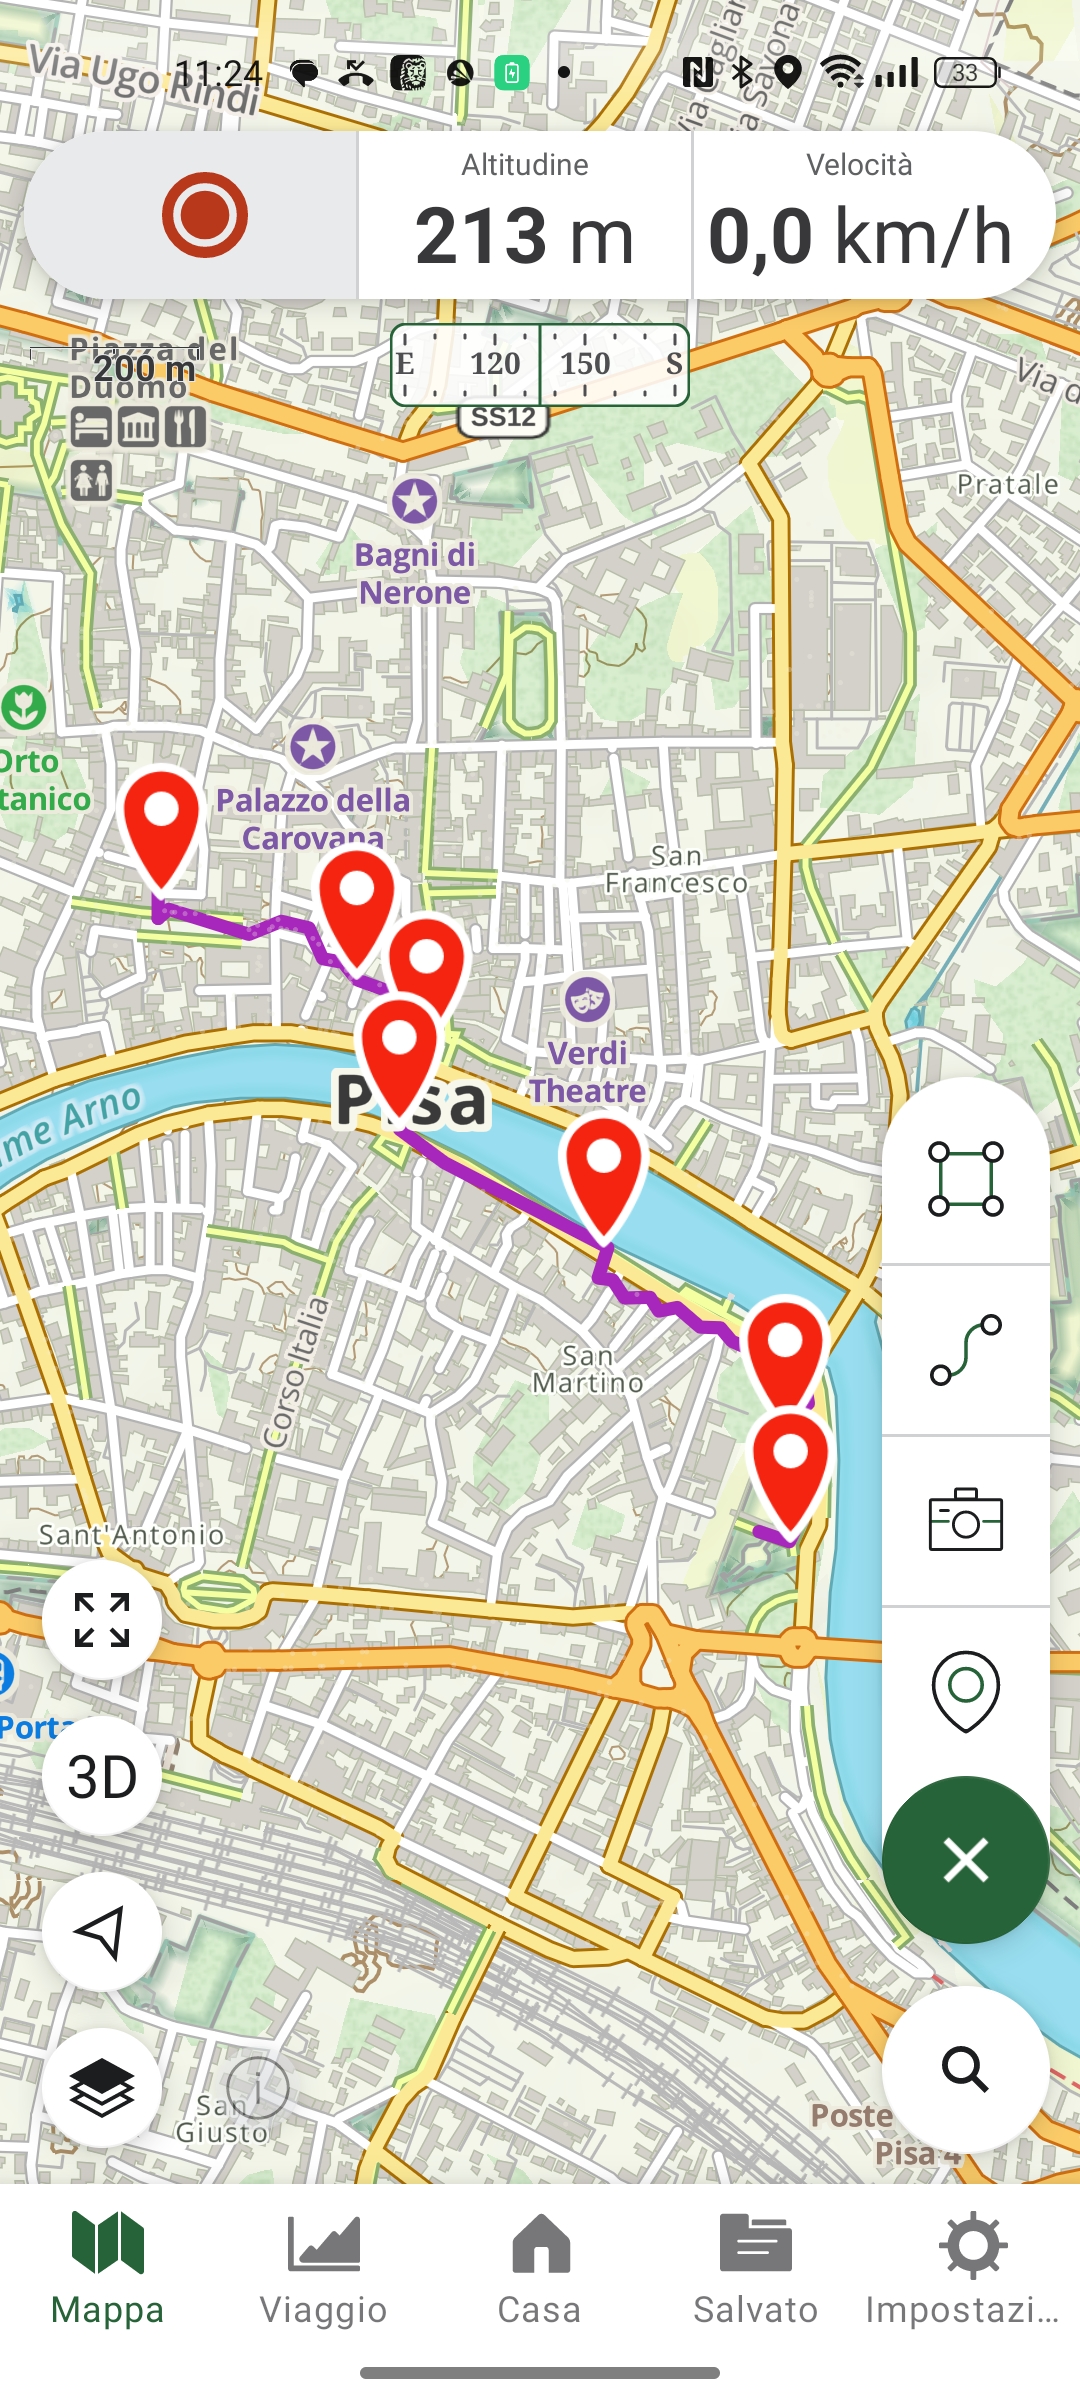 Via Ugo Rindi
11:24
33
Altitudine
213 m
Velocità
0,0 km/h
Piazza del
Duomo
200 m
E 120 150 S
SS12
Pratale
Bagni di
Nerone
Orto
tanico
Palazzo della
Carovana
San
Francesco
Verdi
Theatre
Pisa
me Arno
Corso Italia
San
Martino
Sant'Antonio
Porta
3D
San
Giusto
i
Poste
Pisa 4
Mappa
Viaggio
Casa
Salvato
Impostazi...